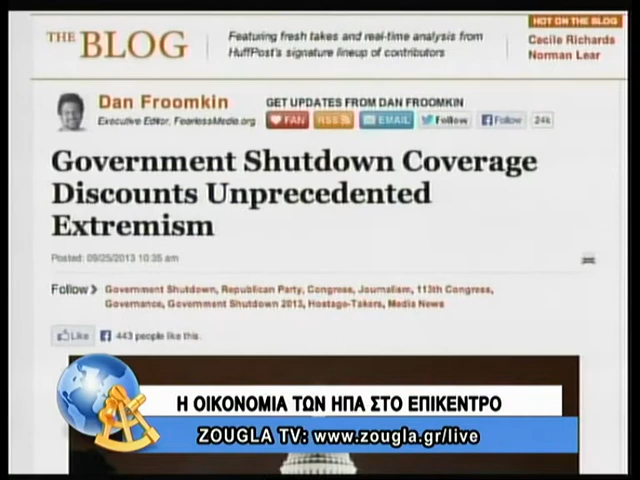 THE BLOG
Featuring fresh takes and real-time analysis from
HuffPost's signature lineup of contributors
HOT ON THE BLOG
Cecile Richards
Norman Lear
Dan Froomkin
Executive Editor, FearlessMedia.org
GET UPDATES FROM DAN FROOMKIN
FAN
RSS
EMAIL
Follow
Follow
24k
Government Shutdown Coverage
Discounts Unprecedented
Extremism
Posted: 09/25/2013 10:35 am
Follow
Government Shutdown, Republican Party, Congress, Journalism, 113th Congress,
Governance, Government Shutdown 2013, Hostage-Takers, Media News
Like
443 people like this.
Η ΟΙΚΟΝΟΜΙΑ ΤΩΝ ΗΠΑ ΣΤΟ ΕΠΙΚΕΝΤΡΟ
ZOUGLA TV: www.zougla.gr/live